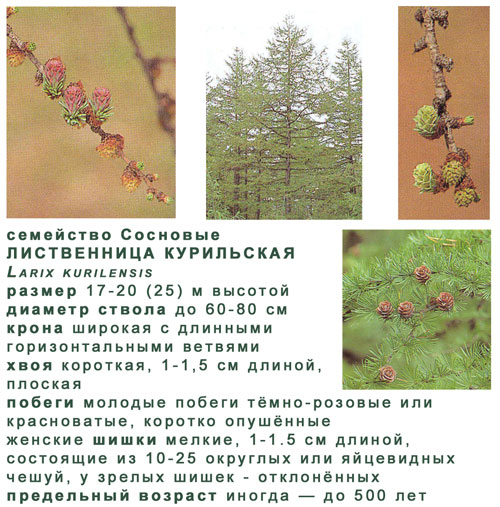 семейство Сосновые
ЛИСТВЕННИЦА КУРИЛЬСКАЯ
Larix kurilensis
размер 17-20 (25) м высотой
диаметр ствола до 60-80 см
крона широкая с длинными
горизонтальными ветвями
хвоя короткая, 1-1,5 см длиной,
плоская
побеги молодые побеги тёмно-розовые или
красноватые, коротко опушённые
женские шишки мелкие, 1-1.5 см длиной,
состоящие из 10-25 округлых или яйцевидных
чешуй, у зрелых шишек - отклонённых
предельный возраст иногда — до 500 лет